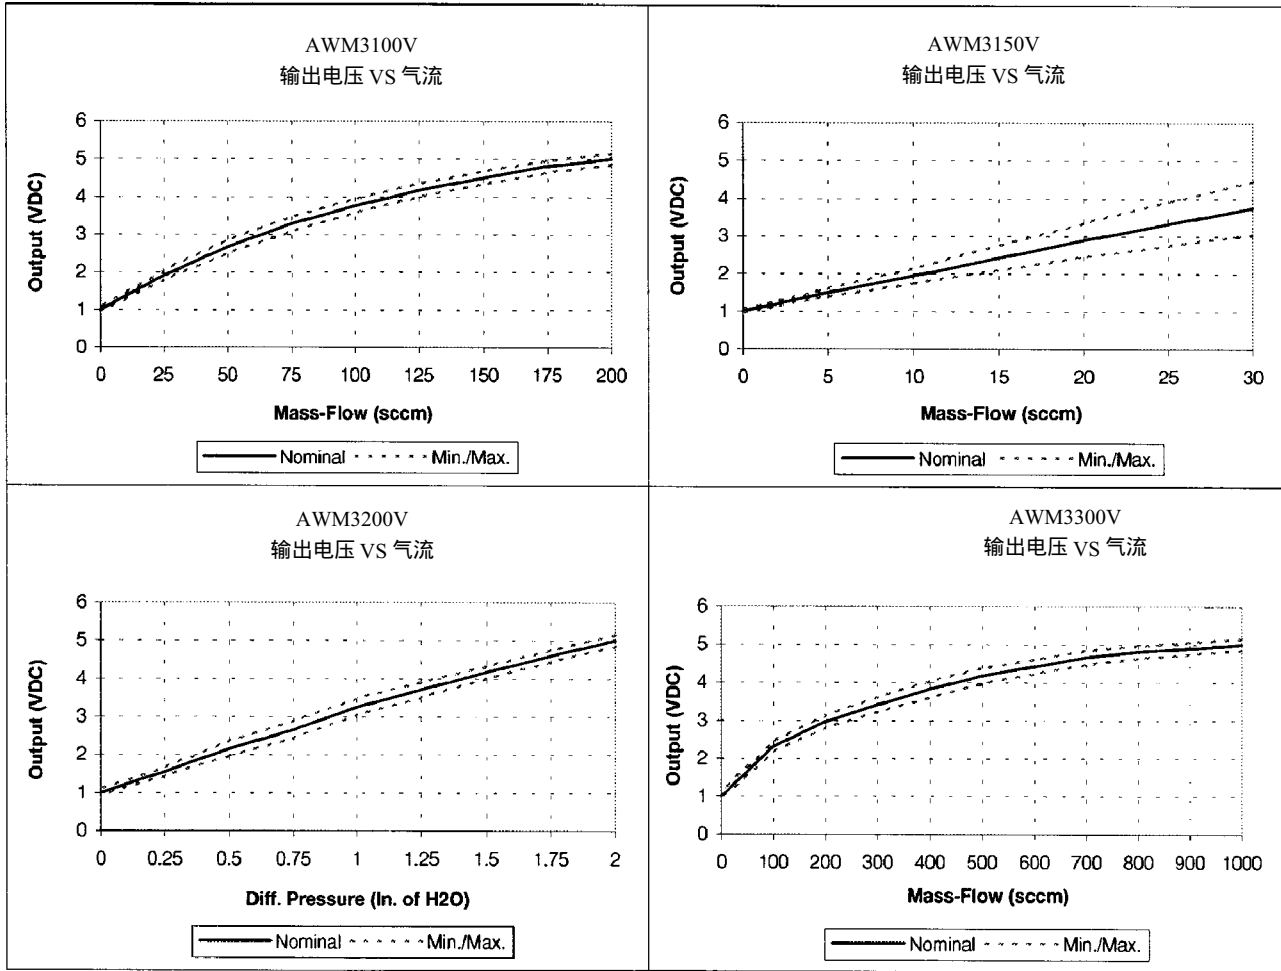 AWM3100V
输出电压 VS 气流
6
5
4
3
2
1
0
Output (VDC)
0 25 50 75 100 125 150 175 200
Mass-Flow (sccm)
Nominal Min./Max.
AWM3150V
输出电压 VS 气流
6
5
4
3
2
1
0
Output (VDC)
0 5 10 15 20 25 30
Mass-Flow (sccm)
Nominal Min./Max.
AWM3200V
输出电压 VS 气流
6
5
4
3
2
1
0
Output (VDC)
0 0.25 0.5 0.75 1 1.25 1.5 1.75 2
Diff. Pressure (In. of H2O)
Nominal Min./Max.
AWM3300V
输出电压 VS 气流
6
5
4
3
2
1
0
Output (VDC)
0 100 200 300 400 500 600 700 800 900 1000
Mass-Flow (sccm)
Nominal Min./Max.